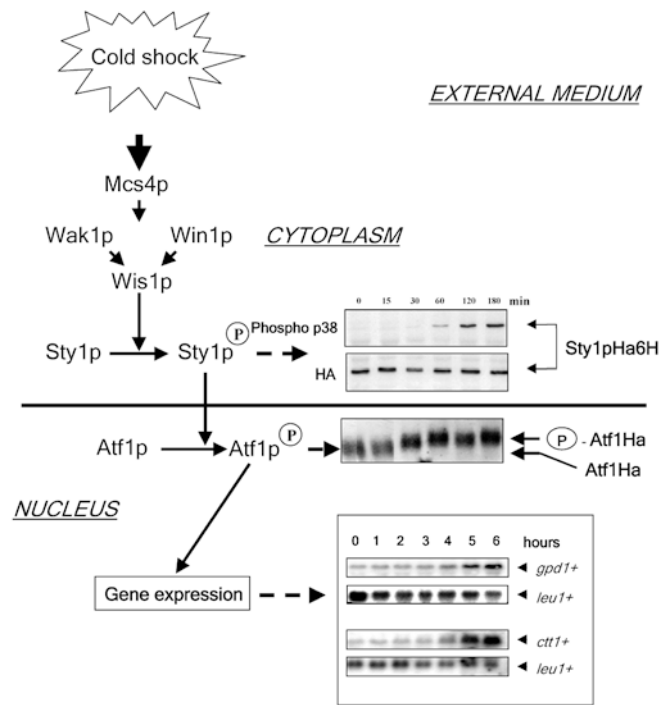 Cold shock
EXTERNAL MEDIUM
Mcs4p
Wak1p Win1p
CYTOPLASM
Wis1p
0 15 30 60 120 180 min
Sty1p Sty1p P Phospho p38
HA
Sty1pHa6H
Atf1p Atf1p P
P - Atf1Ha
Atf1Ha
NUCLEUS
0 1 2 3 4 5 6 hours
gpd1+
Gene expression
leu1+
ctt1+
leu1+